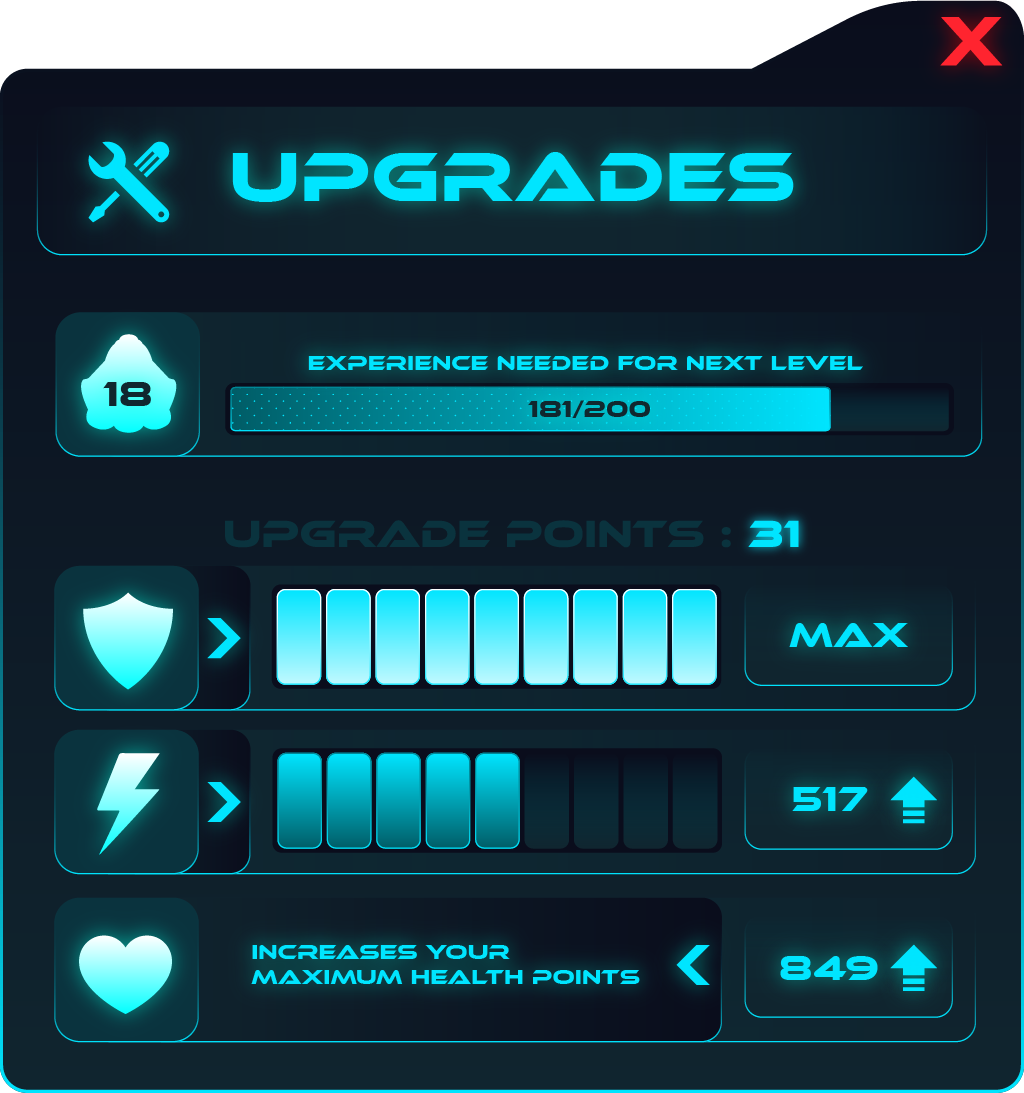 X
UPGRADES
EXPERIENCE NEEDED FOR NEXT LEVEL
18
181/200
UPGRADE POINTS : 31
MAX
517
INCREASES YOUR
MAXIMUM HEALTH POINTS
849